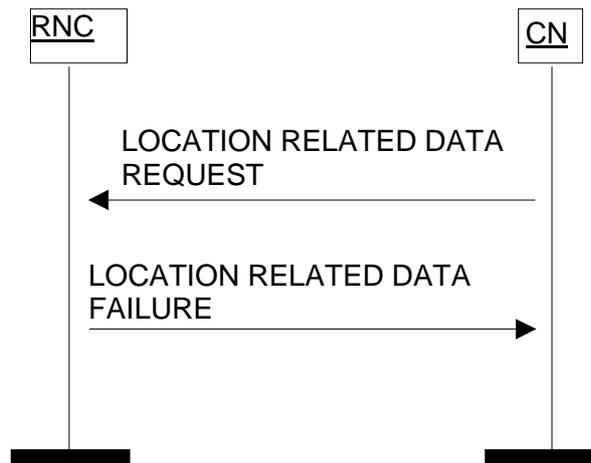 RNC
CN
LOCATION RELATED DATA
REQUEST
LOCATION RELATED DATA
FAILURE